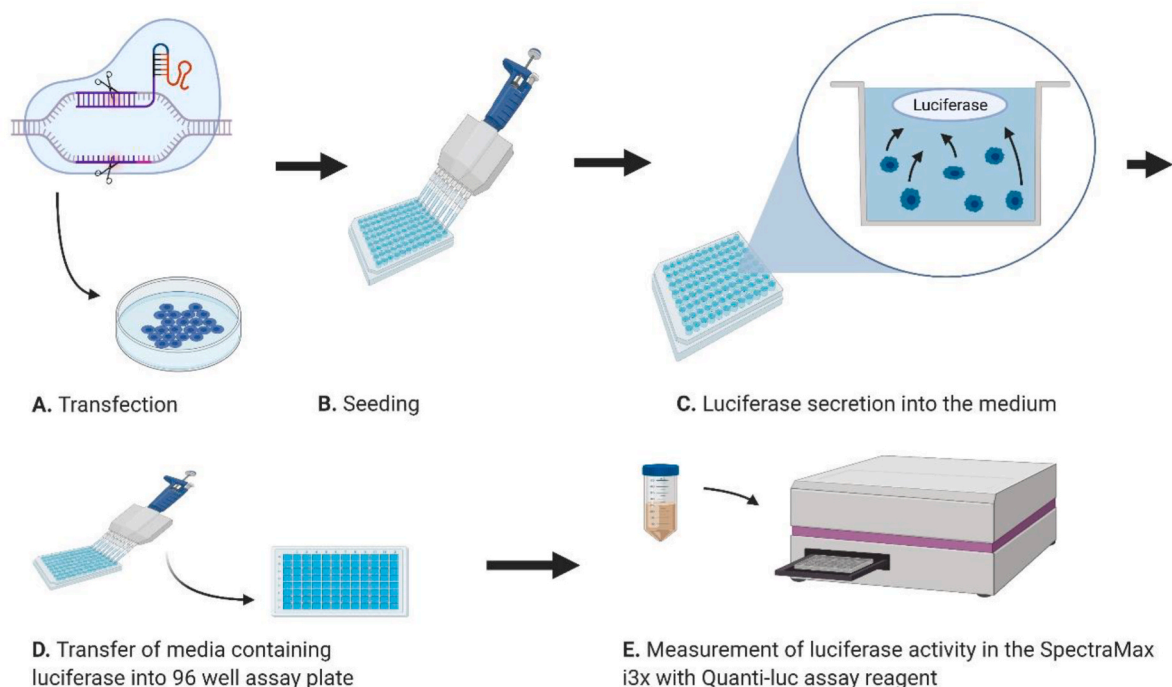 Luciferase
A. Transfection
B. Seeding
C. Luciferase secretion into the medium
D. Transfer of media containing
luciferase into 96 well assay plate
E. Measurement of luciferase activity in the SpectraMax
i3x with Quanti-luc assay reagent